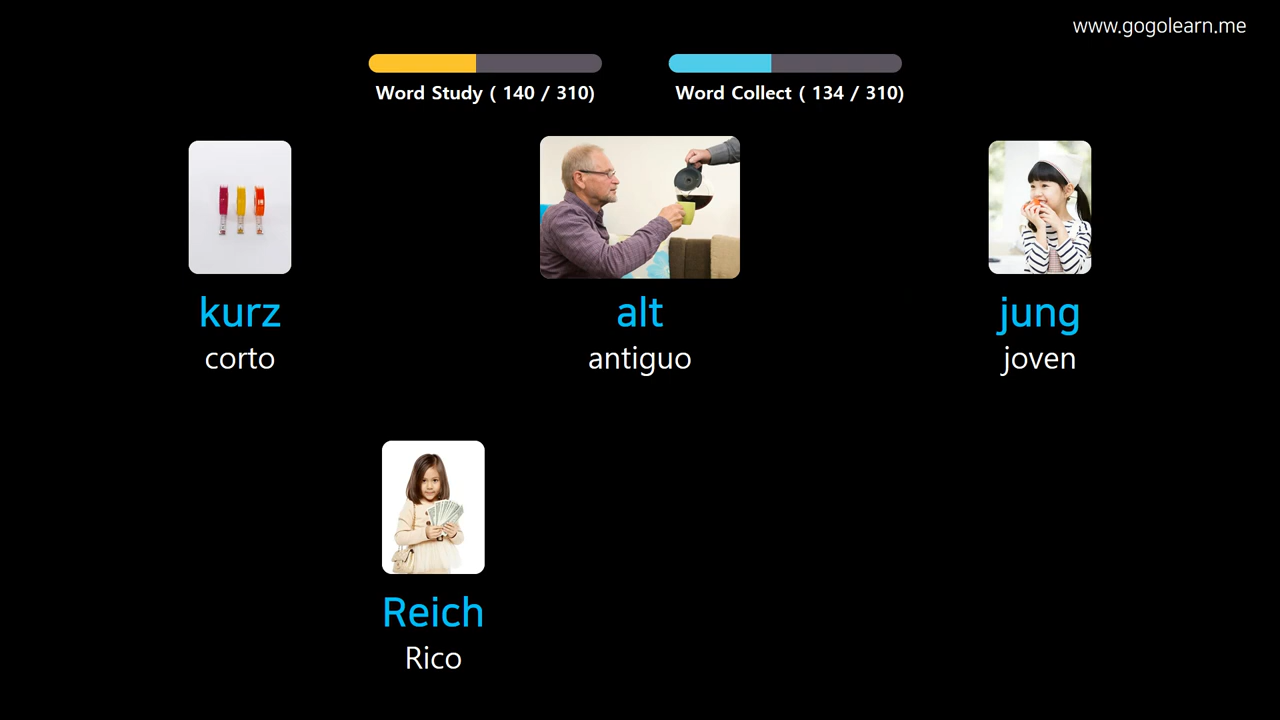 www.gogolearn.me
Word Study ( 140 / 310)
Word Collect ( 134 / 310)
kurz
corto
alt
antiguo
jung
joven
Reich
Rico